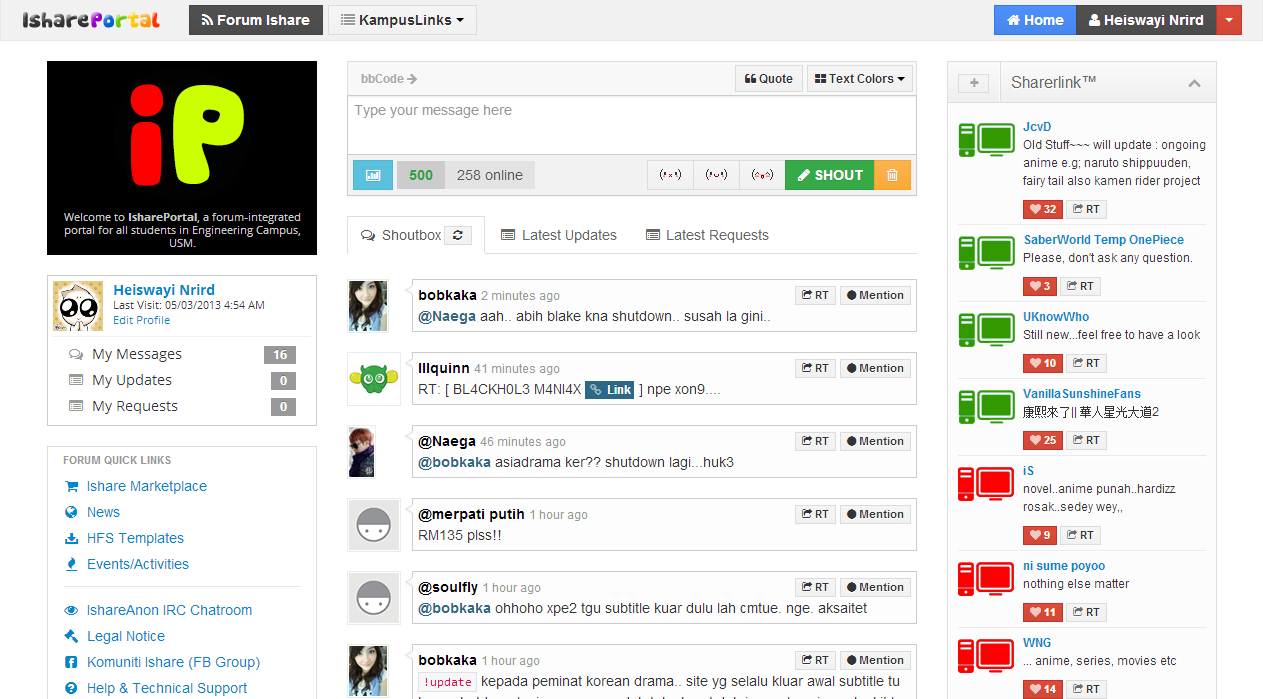 IsharePortal
Forum Ishare
KampusLinks
Home
Heiswayi Nrird
iP
Welcome to IsharePortal, a forum-integrated
portal for all students in Engineering Campus,
USM.
Heiswayi Nrird
Last Visit: 05/03/2013 4:54 AM
Edit Profile
My Messages 16
My Updates 0
My Requests 0
FORUM QUICK LINKS
Ishare Marketplace
News
HFS Templates
Events/Activities
IshareAnon IRC Chatroom
Legal Notice
Komuniti Ishare (FB Group)
Help & Technical Support
bbCode
Quote
Text Colors
Type your message here
500 258 online
SHOUT
Shoutbox
Latest Updates
Latest Requests
bobkaka 2 minutes ago RT Mention
@Naega aah.. abih blake kna shutdown.. susah la gini..
lllquinn 41 minutes ago RT Mention
RT: [ BL4CKH0L3 M4NI4X Link ] npe xon9....
@Naega 46 minutes ago RT Mention
@bobkaka asiadrama ker?? shutdown lagi...huk3
@merpati putih 1 hour ago RT Mention
RM135 plss!!
@soulfly 1 hour ago RT Mention
@bobkaka ohhoho xpe2 tgu subtitle kuar dulu lah cmtue. nge. aksaitet
bobkaka 1 hour ago RT Mention
!update kepada peminat korean drama.. site yg selalu kluar awal subtitle tu
Sharerlink™
JcvD
Old Stuff~~~ will update : ongoing
anime e.g; naruto shippuuden,
fairy tail also kamen rider project
32 RT
SaberWorld Temp OnePiece
Please, don't ask any question.
3 RT
UKnowWho
Still new...feel free to have a look
10 RT
VanillaSunshineFans
康熙來了|| 華人星光大道2
25 RT
iS
novel..anime punah..hardizz
rosak..sedey wey,,
9 RT
ni sume poyoo
nothing else matter
11 RT
WNG
... anime, series, movies etc
14 RT